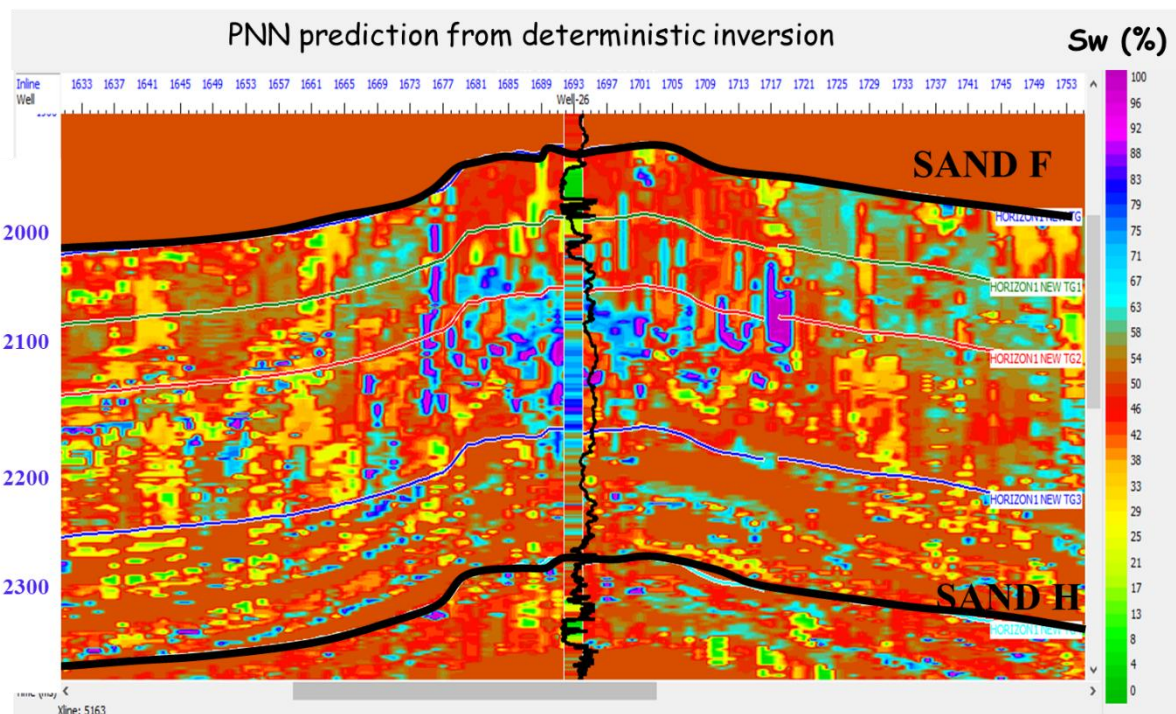 PNN prediction from deterministic inversion
Sw (%)
Inline 1633 1637 1641 1645 1649 1653 1657 1661 1665 1669 1673 1677 1681 1685 1689 1693 1697 1701 1705 1709 1713 1717 1721 1725 1729 1733 1737 1741 1745 1749 1753
Well Well-26
SAND F
HORIZON1 NEW TG
2000
HORIZON1 NEW TG1
2100
HORIZON1 NEW TG2
2200
HORIZON1 NEW TG3
2300
SAND H
Xline: 5163
100
96
92
88
83
79
75
71
67
63
58
54
50
46
42
38
33
29
25
21
17
13
8
4
0